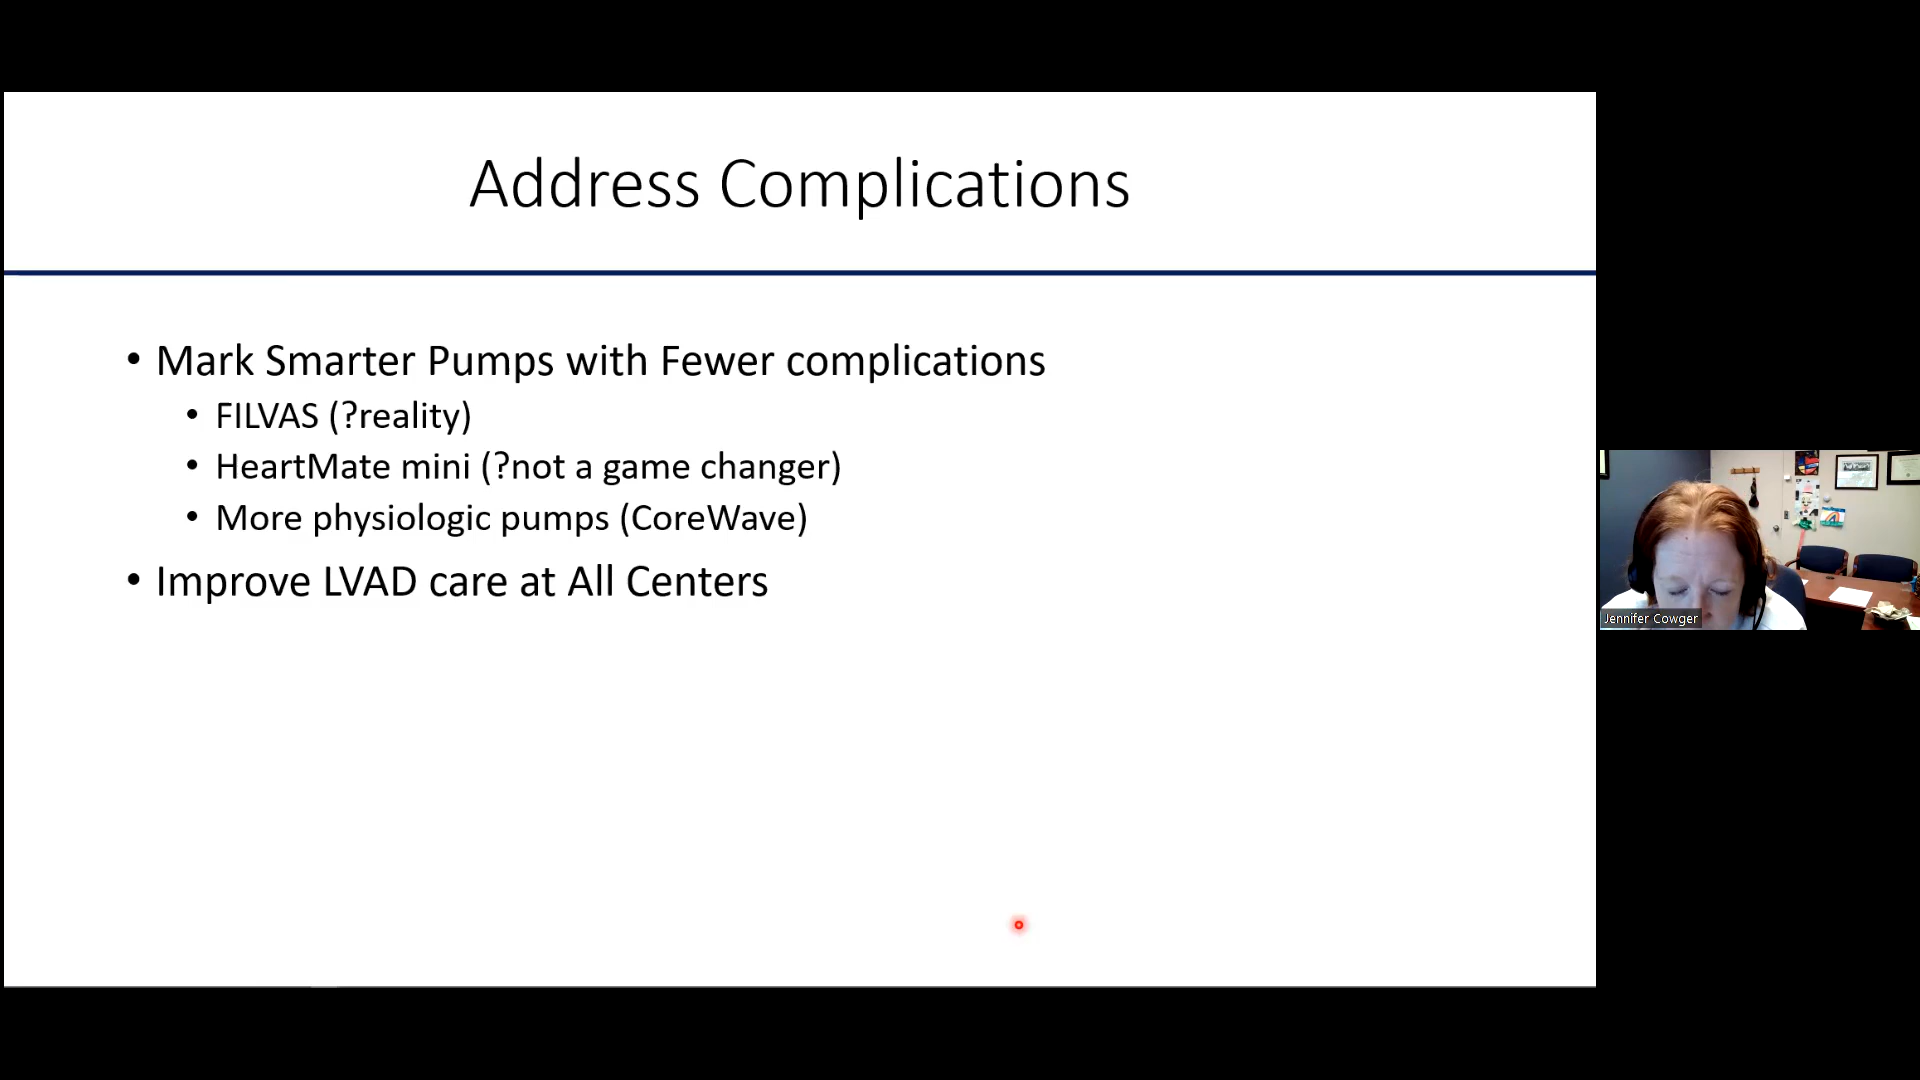 Address Complications
• Mark Smarter Pumps with Fewer complications
• FILVAS (?reality)
• HeartMate mini (?not a game changer)
• More physiologic pumps (CoreWave)
• Improve LVAD care at All Centers
Jennifer Cowger